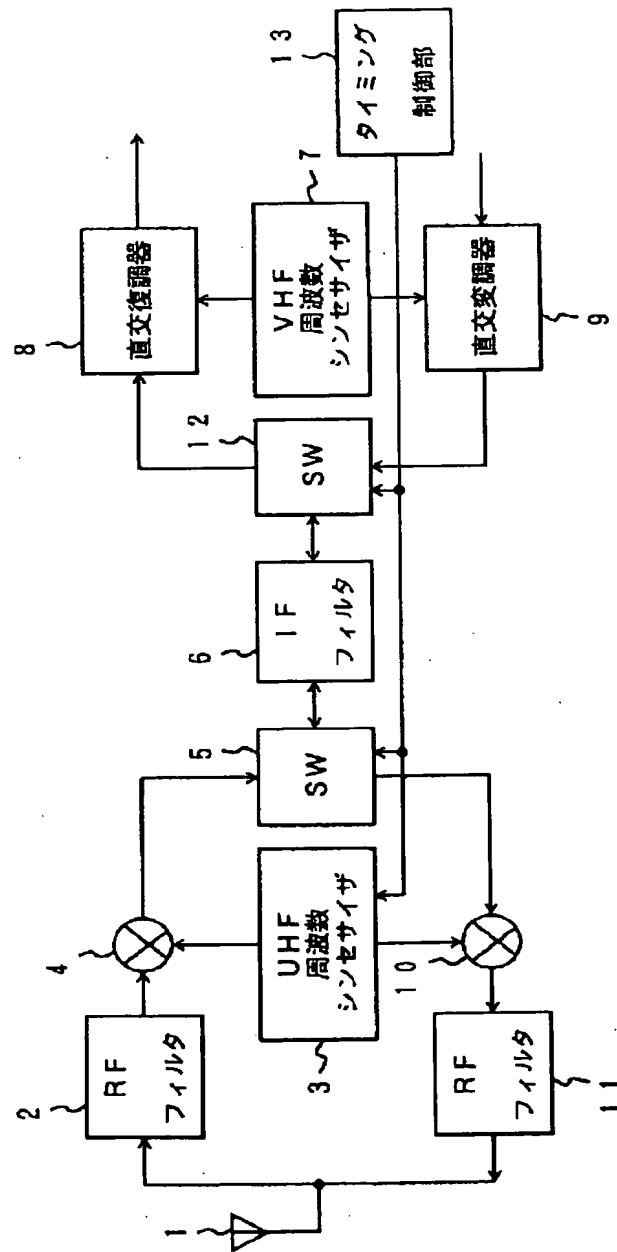 1
2
RF
フィルタ
4
UHF
周波数
シンセサイザ
3
10
RF
フィルタ
11
5
SW
6
IF
フィルタ
12
SW
8
直交復調器
VHF
周波数
シンセサイザ
7
直交変調器
9
13
タイミング
制御部